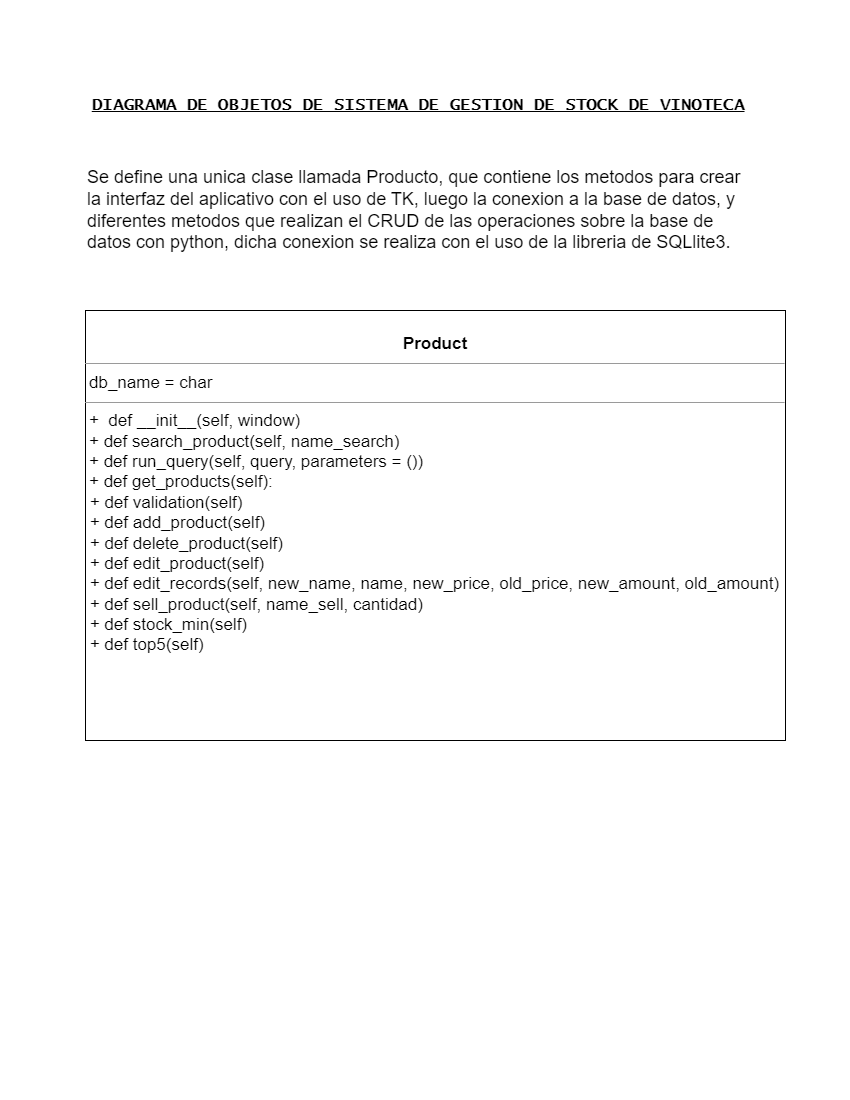 DIAGRAMA DE OBJETOS DE SISTEMA DE GESTION DE STOCK DE VINOTECA
Se define una unica clase llamada Producto, que contiene los metodos para crear
la interfaz del aplicativo con el uso de TK, luego la conexion a la base de datos, y
diferentes metodos que realizan el CRUD de las operaciones sobre la base de
datos con python, dicha conexion se realiza con el uso de la libreria de SQLlite3.
Product
db_name = char
+ def __init__(self, window)
+ def search_product(self, name_search)
+ def run_query(self, query, parameters = ())
+ def get_products(self):
+ def validation(self)
+ def add_product(self)
+ def delete_product(self)
+ def edit_product(self)
+ def edit_records(self, new_name, name, new_price, old_price, new_amount, old_amount)
+ def sell_product(self, name_sell, cantidad)
+ def stock_min(self)
+ def top5(self)